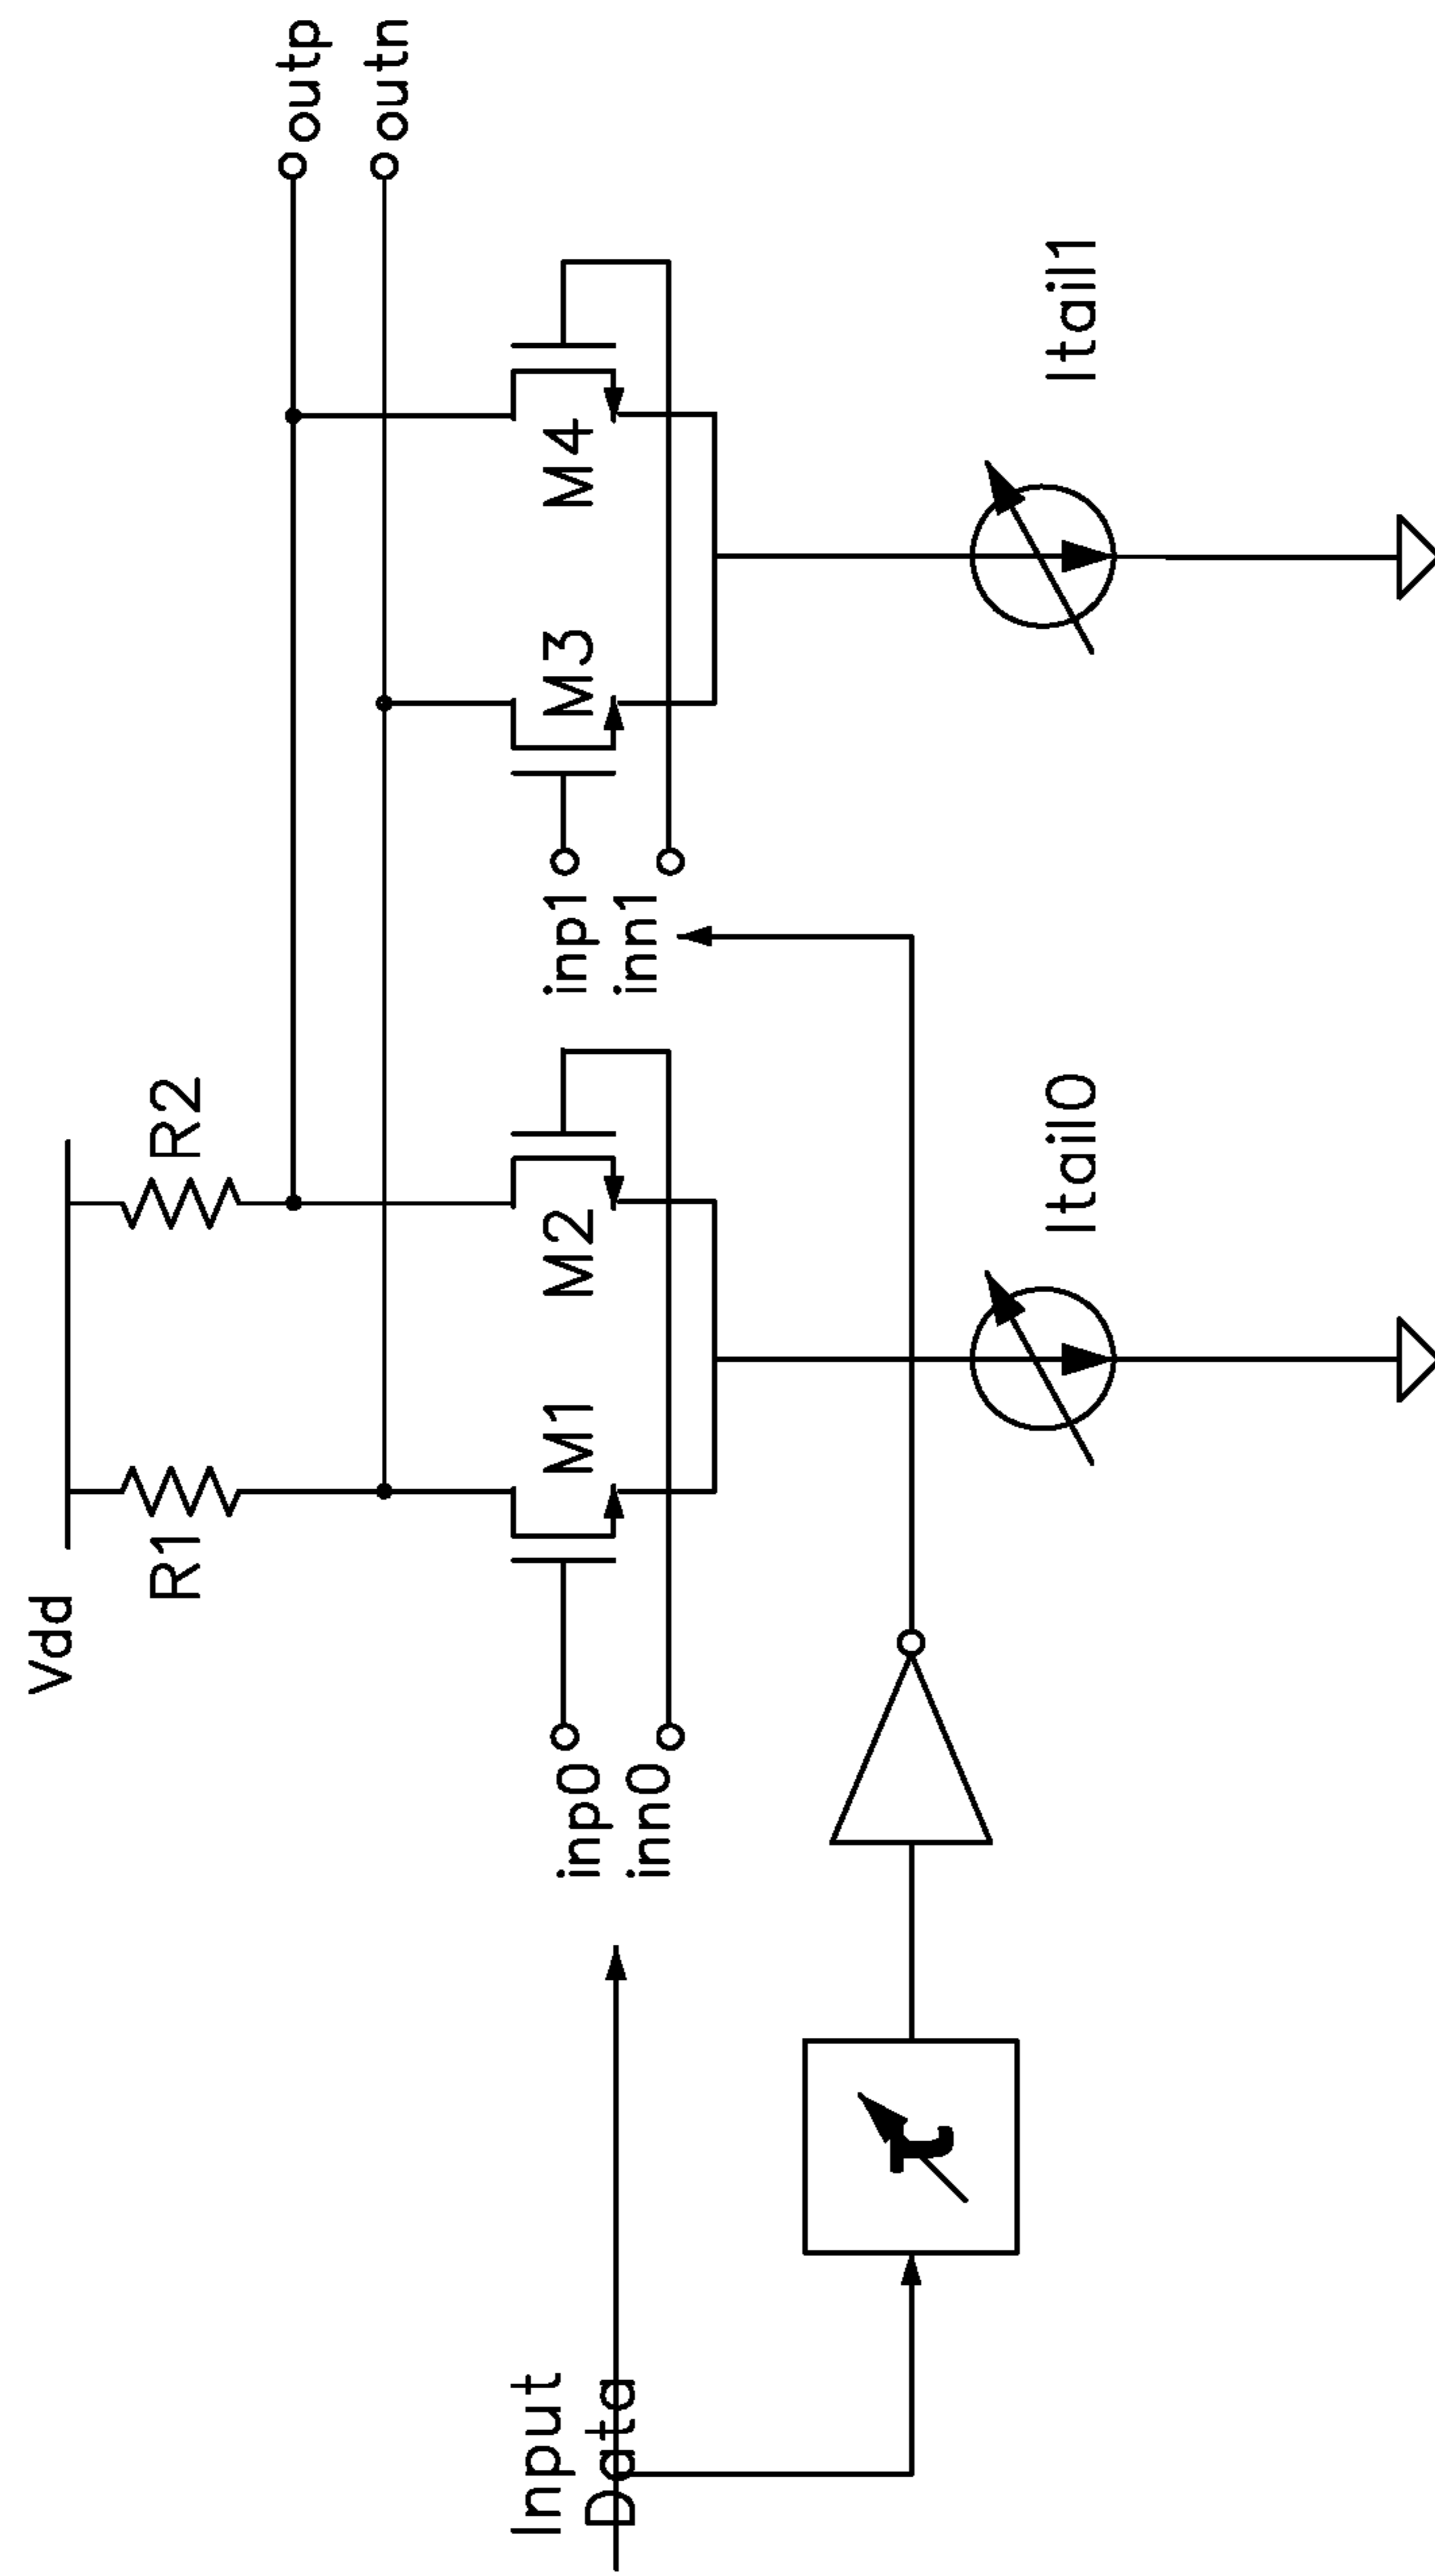 Vdd
R1
R2
outp
outn
M1
M2
M3
M4
inp0
inn0
inp1
inn1
Input
Data
τ
Itail0
Itail1